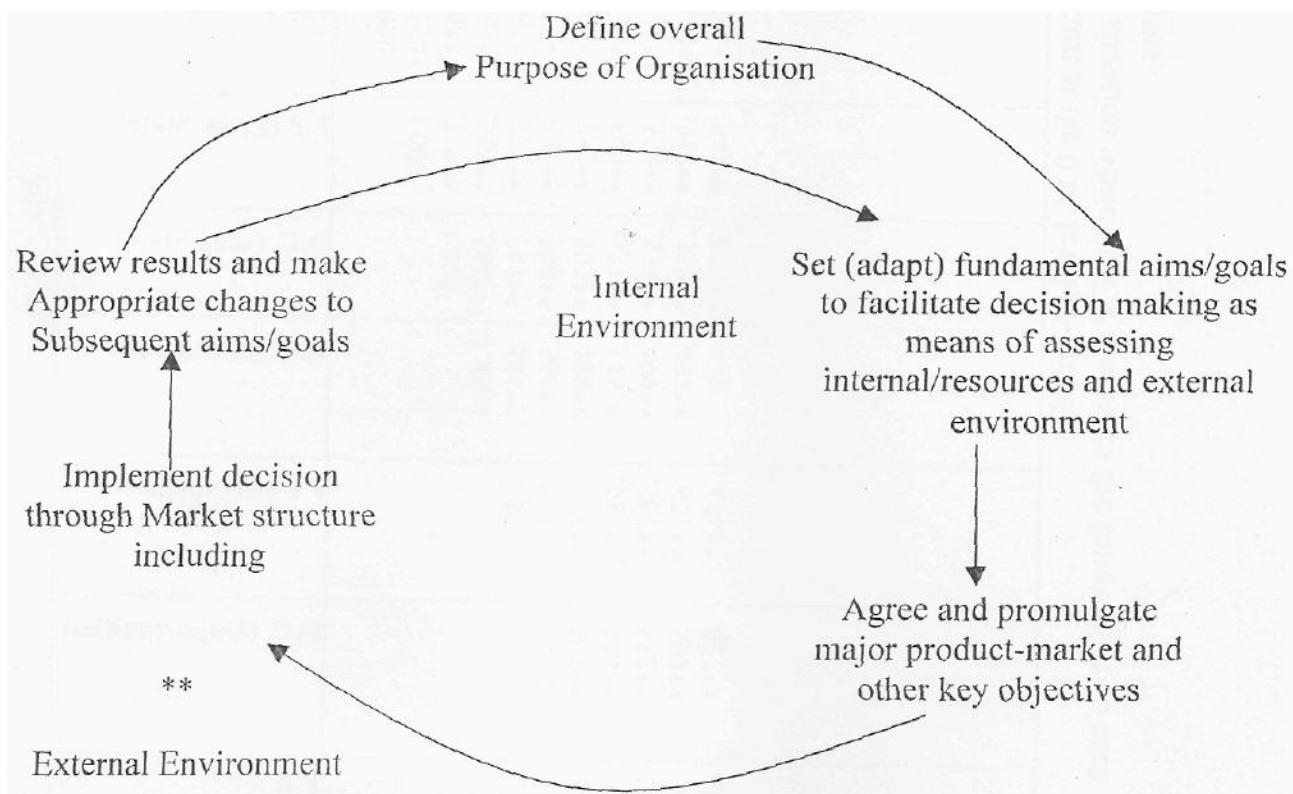 Define overall
Purpose of Organisation
Review results and make
Appropriate changes to
Subsequent aims/goals
Internal
Environment
Set (adapt) fundamental aims/goals
to facilitate decision making as
means of assessing
internal/resources and external
environment
Implement decision
through Market structure
including
Agree and promulgate
major product-market and
other key objectives
**
External Environment